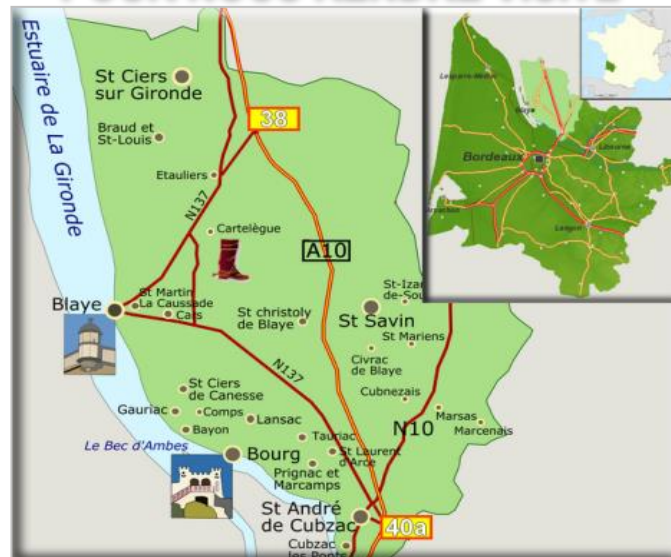 Estuaire de La Gironde
St Ciers
sur Gironde
38
Braud et
St-Louis
Etauliers
N137
Cartelègue
A10
Blaye
St Martin
La Caussade
Cars
St christoly
de Blaye
St Savin
St Mariens
Civrac
de Blaye
N137
Cubnezais
St Ciers
de Canesse
Gauriac
Comps
Lansac
Bayon
Marsas
Marcenais
N10
Tauriac
Le Bec d'Ambes
Bourg
St Laurent
d'Arce
Prignac et
Marcamps
St André
de Cubzac
40a
Cubzac
Blaye
Libourne
Bordeaux
Langon